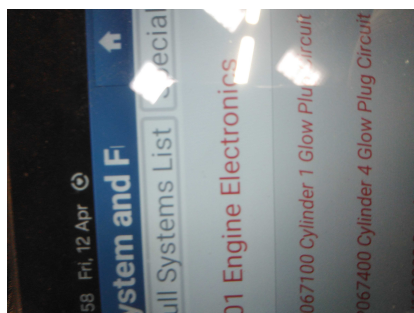 58 Fri, 12 Apr
ystem and F
ull Systems List
pecial
01 Engine Electronics
067100 Cylinder 1 Glow Plug Circuit
067400 Cylinder 4 Glow Plug Circuit